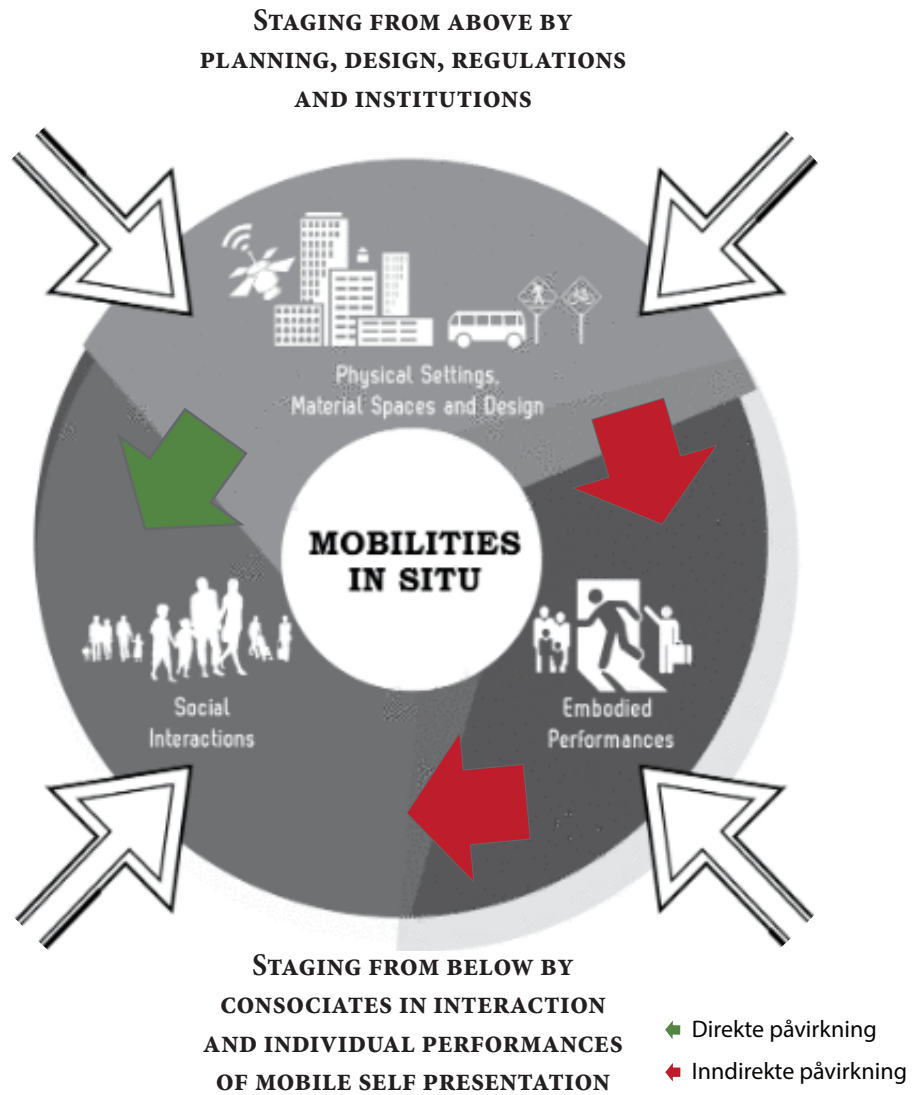 STAGING FROM ABOVE BY
PLANNING, DESIGN, REGULATIONS
AND INSTITUTIONS
Physical Settings,
Material Spaces and Design
MOBILITIES
IN SITU
Social
Interactions
Embodied
Performances
STAGING FROM BELOW BY
CONSOCIATES IN INTERACTION
AND INDIVIDUAL PERFORMANCES
OF MOBILE SELF PRESENTATION
Direkte påvirkning
Inndirekte påvirkning